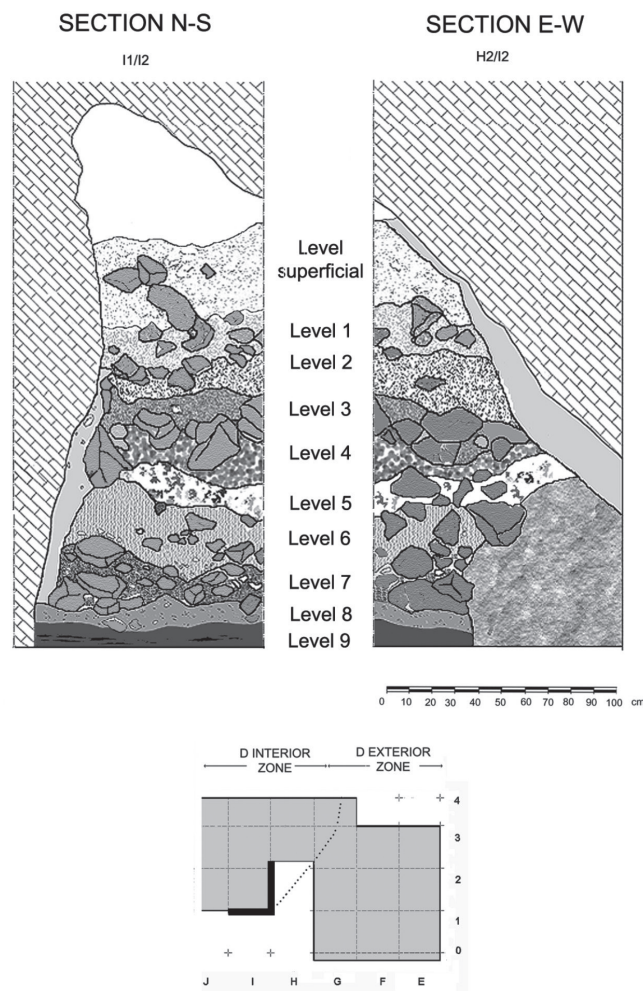 SECTION N-S
SECTION E-W
I1/I2
H2/I2
Level
superficial
Level 1
Level 2
Level 3
Level 4
Level 5
Level 6
Level 7
Level 8
Level 9
0 10 20 30 40 50 60 70 80 90 100 cm
D INTERIOR
ZONE
D EXTERIOR
ZONE
4
3
2
1
0
J I H G F E